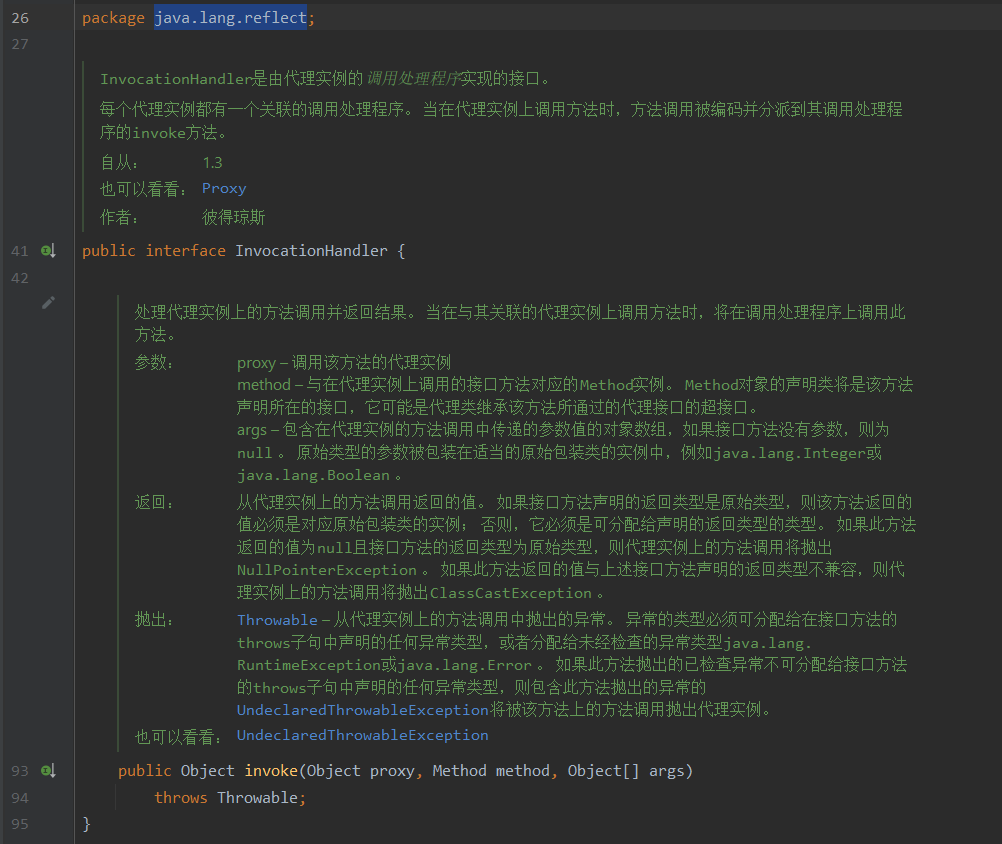 26 package java.lang.reflect;
27
InvocationHandler是由代理实例的 调用处理程序实现的接口。
每个代理实例都有一个关联的调用处理程序。 当在代理实例上调用方法时，方法调用被编码并分派到其调用处理程
序的invoke方法。
自从： 1.3
也可以看看： Proxy
作者： 彼得琼斯
41 public interface InvocationHandler {
42
处理代理实例上的方法调用并返回结果。 当在与其关联的代理实例上调用方法时，将在调用处理程序上调用此
方法。
参数： proxy – 调用该方法的代理实例
method – 与在代理实例上调用的接口方法对应的Method实例。 Method对象的声明类将是该方法
声明所在的接口，它可能是代理类继承该方法所通过的代理接口的超接口。
args – 包含在代理实例的方法调用中传递的参数值的对象数组，如果接口方法没有参数，则为
null 。 原始类型的参数被包装在适当的原始包装类的实例中，例如java.lang.Integer或
java.lang.Boolean 。
返回： 从代理实例上的方法调用返回的值。 如果接口方法声明的返回类型是原始类型，则该方法返回的
值必须是对应原始包装类的实例； 否则，它必须是可分配给声明的返回类型的类型。 如果此方法
返回的值为null且接口方法的返回类型为原始类型，则代理实例上的方法调用将抛出
NullPointerException 。 如果此方法返回的值与上述接口方法声明的返回类型不兼容，则代
理实例上的方法调用将抛出ClassCastException 。
抛出： Throwable – 从代理实例上的方法调用中抛出的异常。 异常的类型必须可分配给在接口方法的
throws子句中声明的任何异常类型，或者分配给未经检查的异常类型java.lang.
RuntimeException或java.lang.Error 。 如果此方法抛出的已检查异常不可分配给接口方法
的throws子句中声明的任何异常类型，则包含此方法抛出的异常的
UndeclaredThrowableException将被该方法上的方法调用抛出代理实例。
也可以看看： UndeclaredThrowableException
93 public Object invoke(Object proxy, Method method, Object[] args)
94 throws Throwable;
95 }